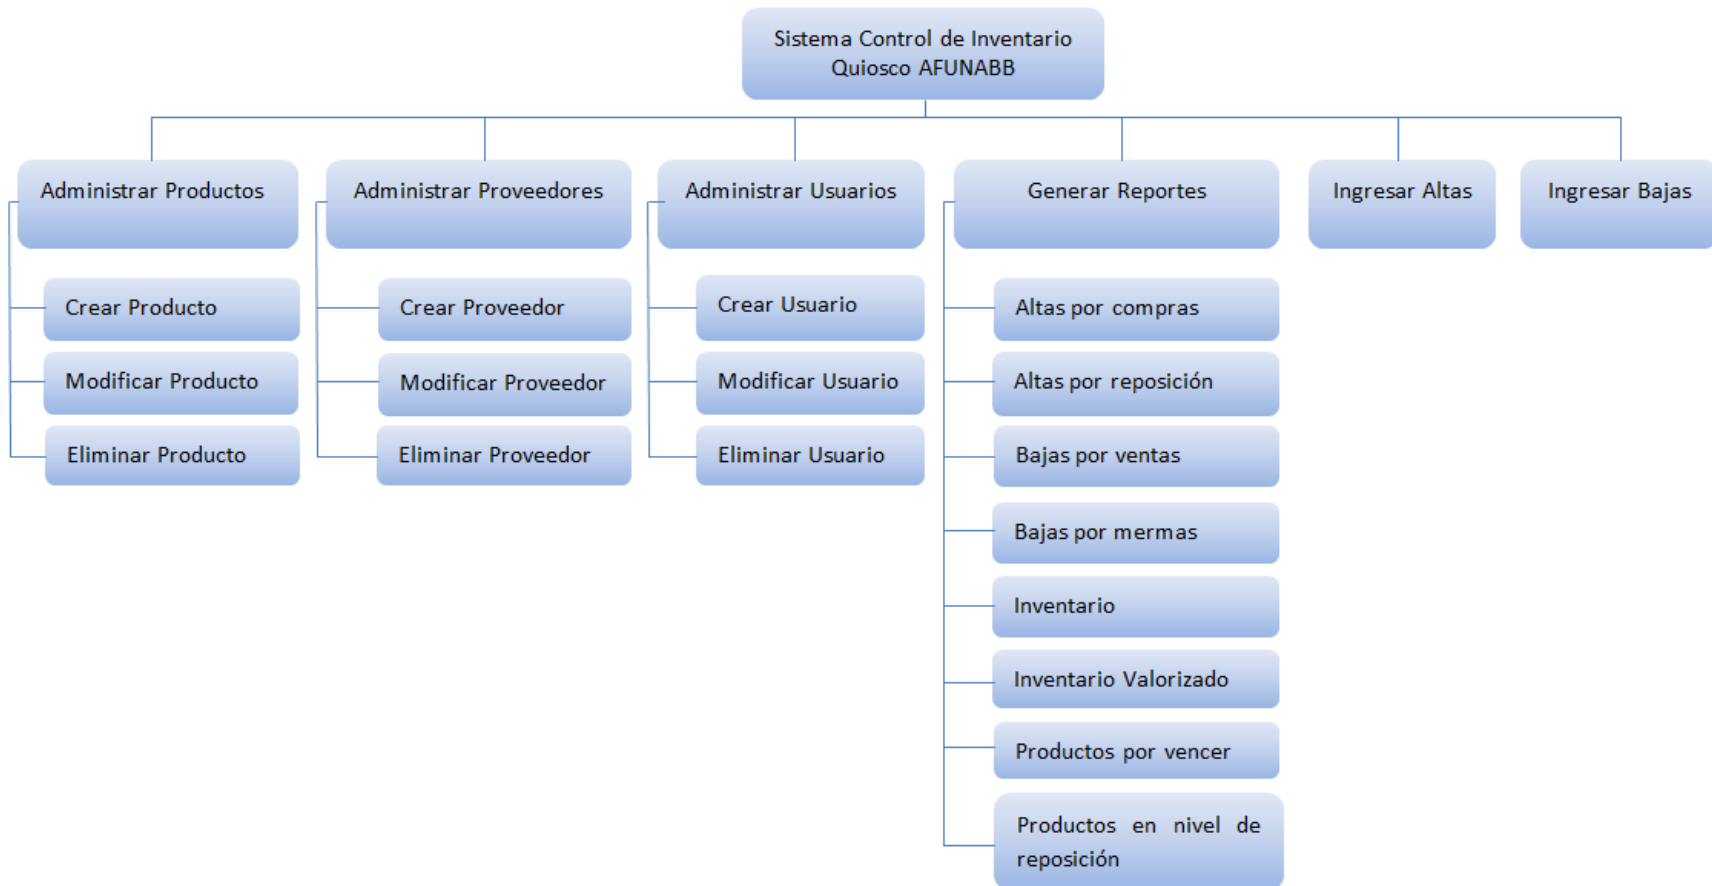 Sistema Control de Inventario
Quiosco AFUNABB
Administrar Productos
Administrar Proveedores
Administrar Usuarios
Generar Reportes
Ingresar Altas
Ingresar Bajas
Crear Producto
Modificar Producto
Eliminar Producto
Crear Proveedor
Modificar Proveedor
Eliminar Proveedor
Crear Usuario
Modificar Usuario
Eliminar Usuario
Altas por compras
Altas por reposición
Bajas por ventas
Bajas por mermas
Inventario
Inventario Valorizado
Productos por vencer
Productos en nivel de
reposición